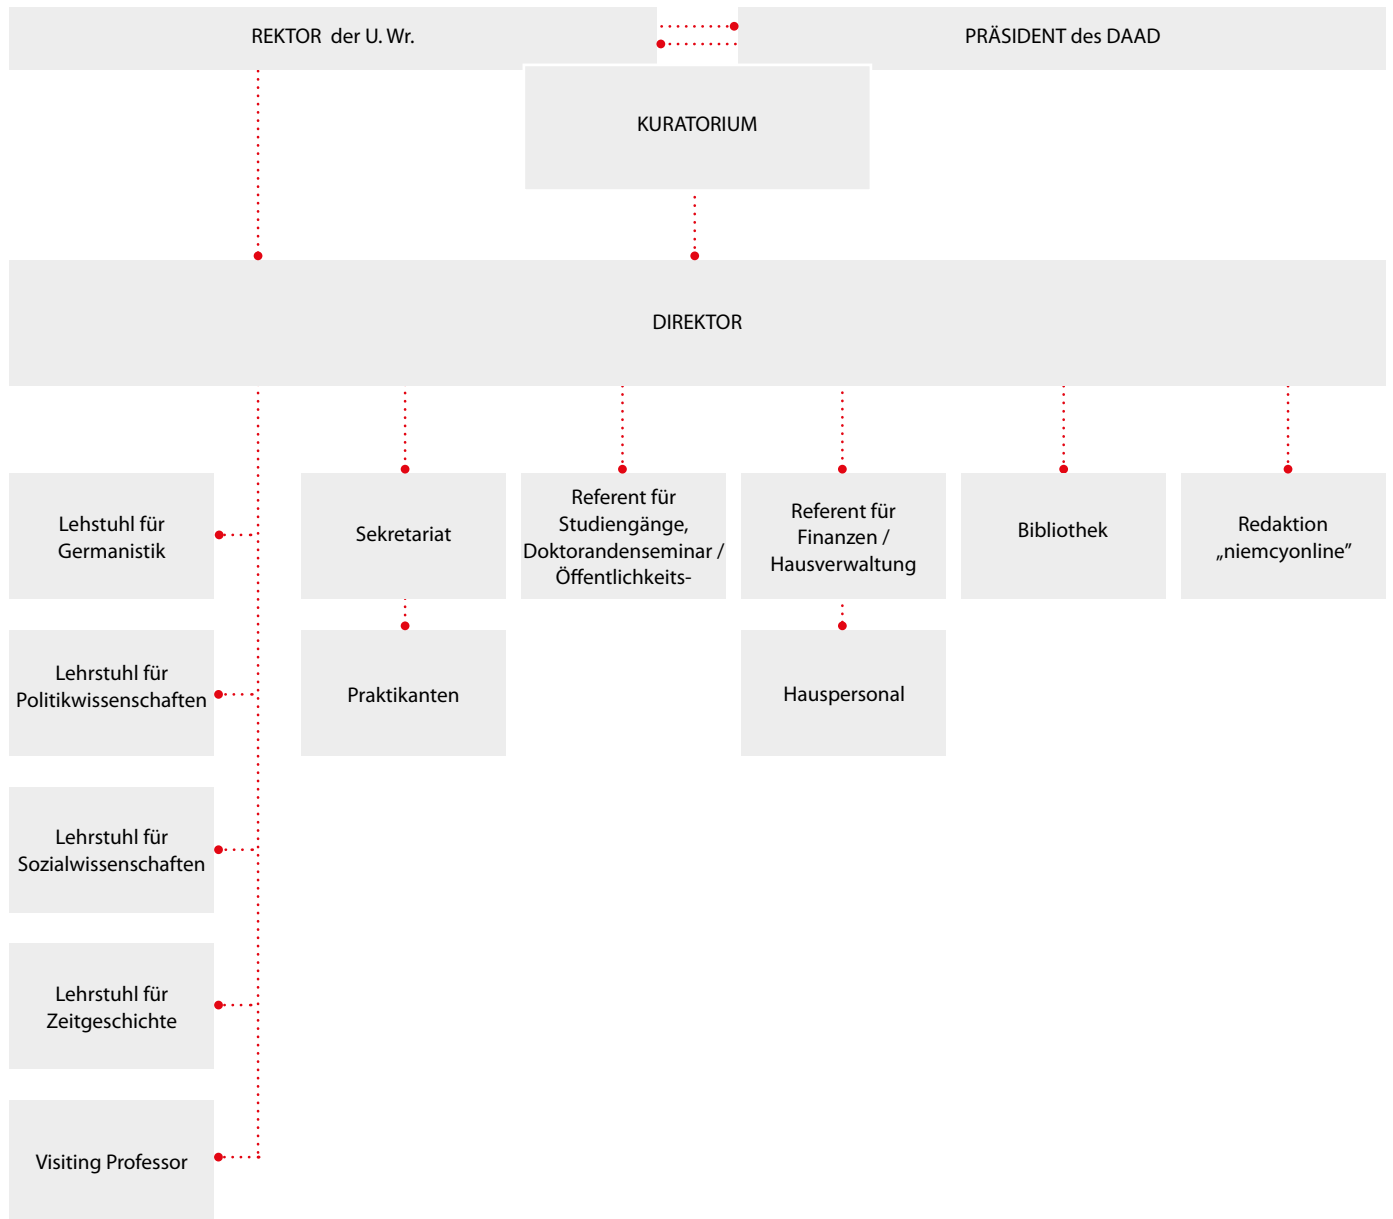 REKTOR der U. Wr.
PRÄSIDENT des DAAD
KURATORIUM
DIREKTOR
Lehstuhl für
Germanistik
Sekretariat
Referent für
Studiengänge,
Doktorandenseminar /
Öffentlichkeits-
Referent für
Finanzen /
Hausverwaltung
Bibliothek
Redaktion
„niemcyonline”
Lehrstuhl für
Politikwissenschaften
Praktikanten
Hauspersonal
Lehrstuhl für
Sozialwissenschaften
Lehrstuhl für
Zeitgeschichte
Visiting Professor